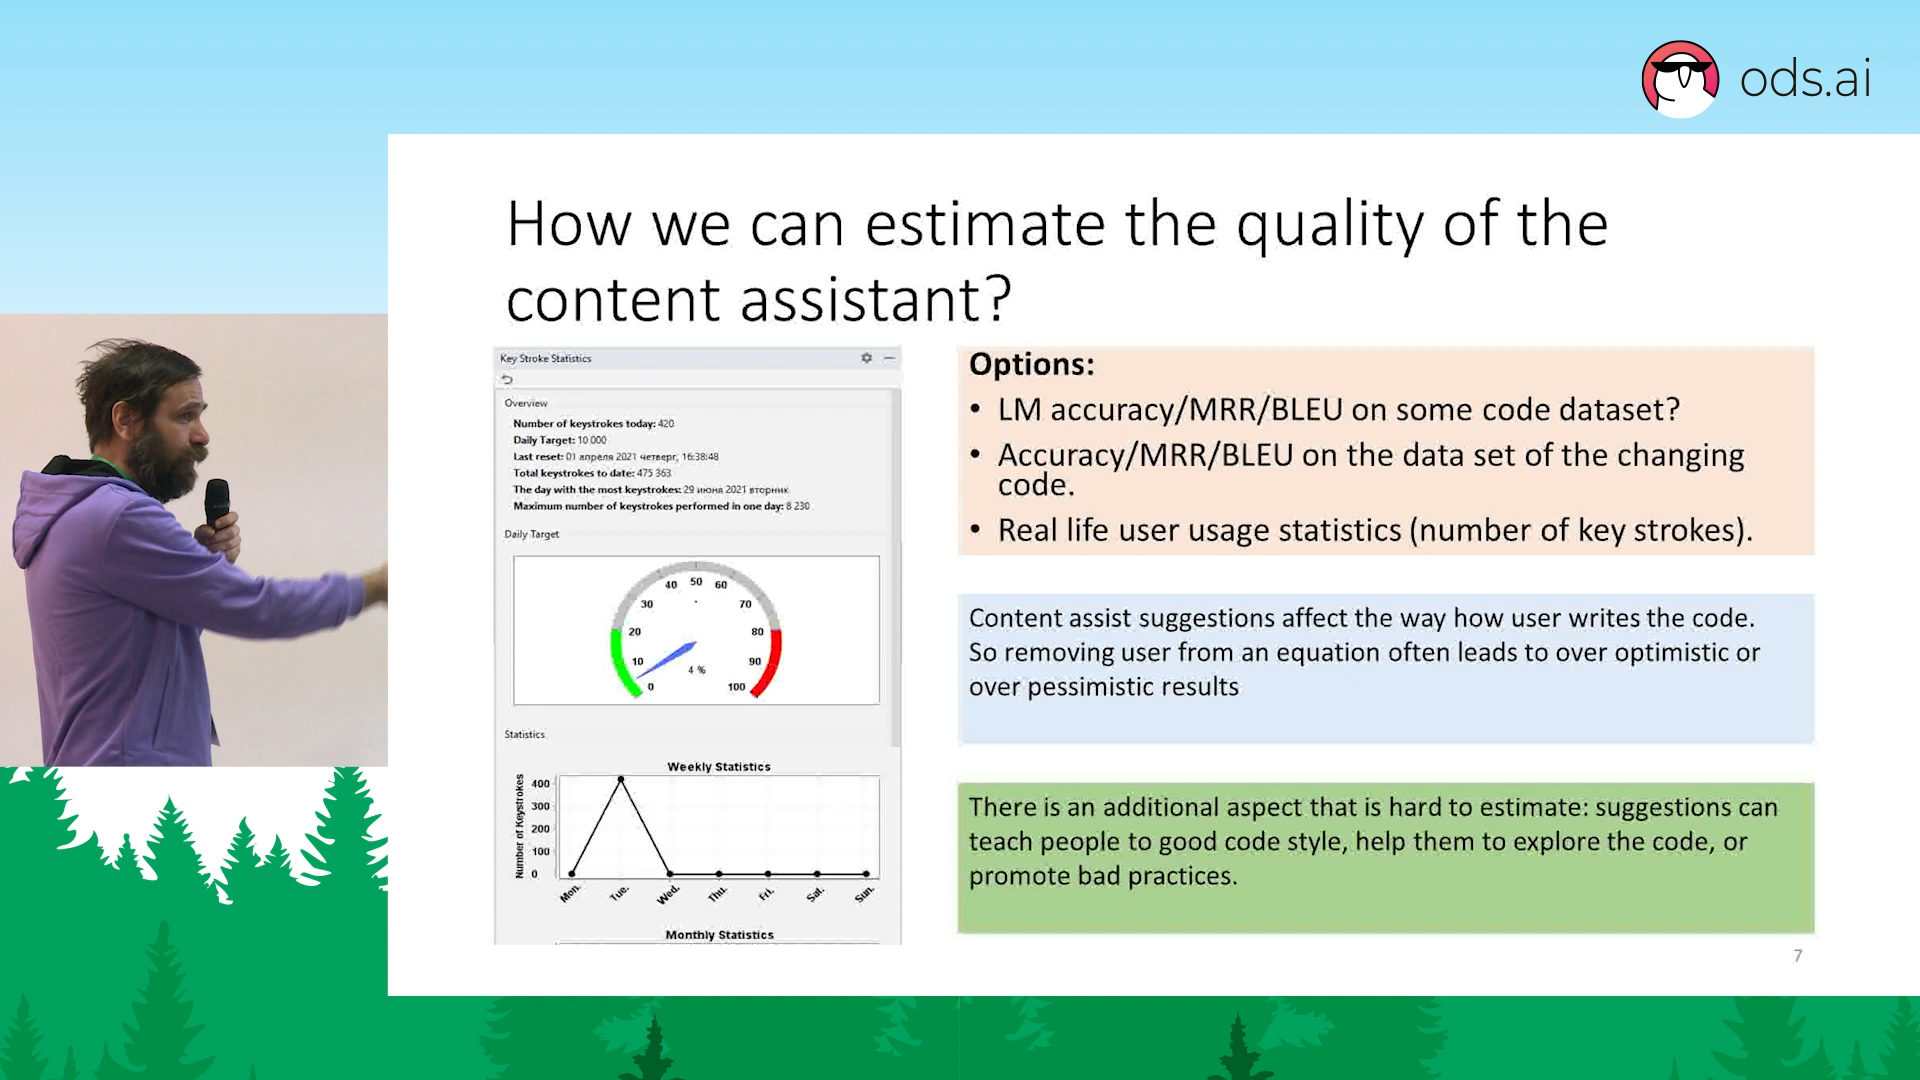 ods.ai
How we can estimate the quality of the
content assistant?
Key Stroke Statistics
Overview
Number of keystrokes today: 420
Daily Target: 10 000
Last reset: 01 апреля 2021 четверг, 16:38:48
Total keystrokes to date: 475 363
The day with the most keystrokes: 29 июня 2021 вторник
Maximum number of keystrokes performed in one day: 8 230
Daily Target
0
10
20
30
40
50
60
70
80
90
100
4 %
Statistics
Weekly Statistics
Number of Keystrokes
400
300
200
100
0
Mon.
Tue.
Wed.
Thu.
Fri.
Sat.
Sun.
Monthly Statistics
Options:
• LM accuracy/MRR/BLEU on some code dataset?
• Accuracy/MRR/BLEU on the data set of the changing
code.
• Real life user usage statistics (number of key strokes).
Content assist suggestions affect the way how user writes the code.
So removing user from an equation often leads to over optimistic or
over pessimistic results
There is an additional aspect that is hard to estimate: suggestions can
teach people to good code style, help them to explore the code, or
promote bad practices.
7